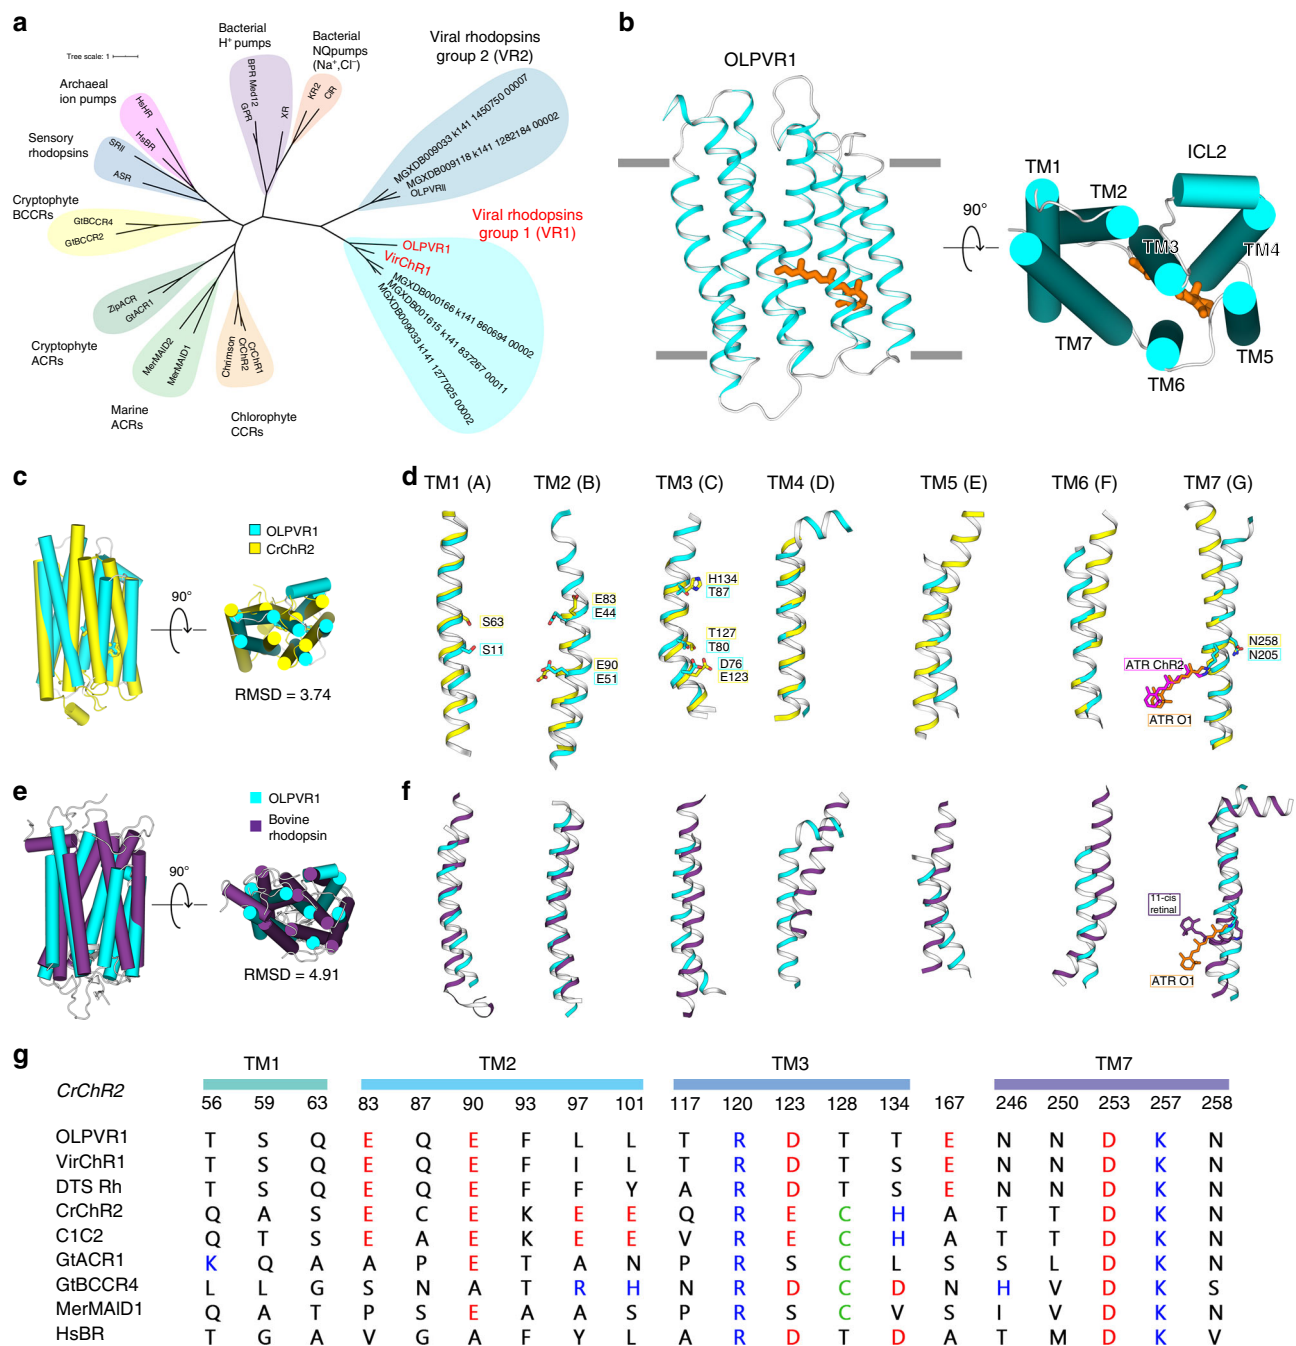 a
Tree scale: 1
Bacterial
H+ pumps
Bacterial
NQpumps
(Na+,Cl−)
Viral rhodopsins
group 2 (VR2)
Archaeal
ion pumps
Sensory
rhodopsins
Cryptophyte
BCCRs
Cryptophyte
ACRs
Marine
ACRs
Chlorophyte
CCRs
Viral rhodopsins
group 1 (VR1)
HsHR
HsBR
SRII
ASR
GtBCCR4
GtBCCR2
ZipACR
GtACR1
MerMAID2
MerMAID1
Chrimson
CrChR2
CrChR1
BPR Med12
GPR
XR
KR2
ClR
MGXDB009033 k141 1450750 00007
MGXDB009118 k141 1282184 00002
OLPVRII
OLPVR1
VirChR1
MGXDB000166 k141 860694 00002
MGXDB001615 k141 837267 00011
MGXDB009033 k141 1277025 00002
b
OLPVR1
90°
TM1
TM2
ICL2
TM3
TM4
TM7
TM6
TM5
c
OLPVR1
CrChR2
90°
RMSD = 3.74
d
TM1 (A)
TM2 (B)
TM3 (C)
TM4 (D)
TM5 (E)
TM6 (F)
TM7 (G)
S63
S11
E83
E44
E90
E51
H134
T87
T127
T80
D76
E123
N258
N205
ATR ChR2
ATR O1
e
OLPVR1
Bovine
rhodopsin
90°
RMSD = 4.91
f
11-cis
retinal
ATR O1
g
TM1 TM2 TM3 TM7
CrChR2 56 59 63 83 87 90 93 97 101 117 120 123 128 134 167 246 250 253 257 258
OLPVR1 T S Q E Q E F L L T R D T T E N N D K N
VirChR1 T S Q E Q E F I L T R D T S E N N D K N
DTS Rh T S Q E Q E F F Y A R D T S E N N D K N
CrChR2 Q A S E C E K E E Q R E C H A T T D K N
C1C2 Q T S E A E K E E V R E C H A T T D K N
GtACR1 K Q A A P E T A N P R S C L S S L D K N
GtBCCR4 L L G S N A T R H N R D C D N H V D K S
MerMAID1 Q A T P S E A A S P R S C V S I V D K N
HsBR T G A V G A F Y L A R D T D A T M D K V